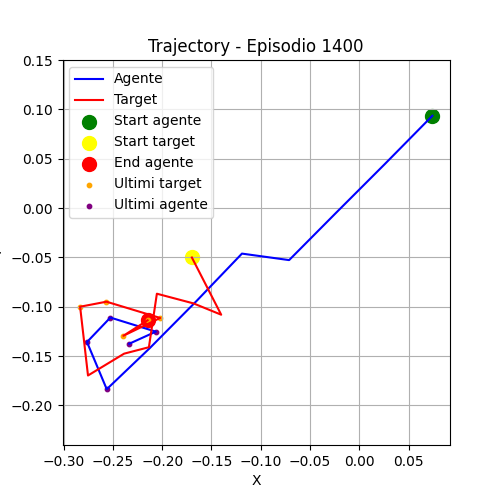 Trajectory - Episodio 1400
Agente
Target
Start agente
Start target
End agente
Ultimi target
Ultimi agente
0.15
0.10
0.05
0.00
−0.05
−0.10
−0.15
−0.20
−0.30 −0.25 −0.20 −0.15 −0.10 −0.05 0.00 0.05
X